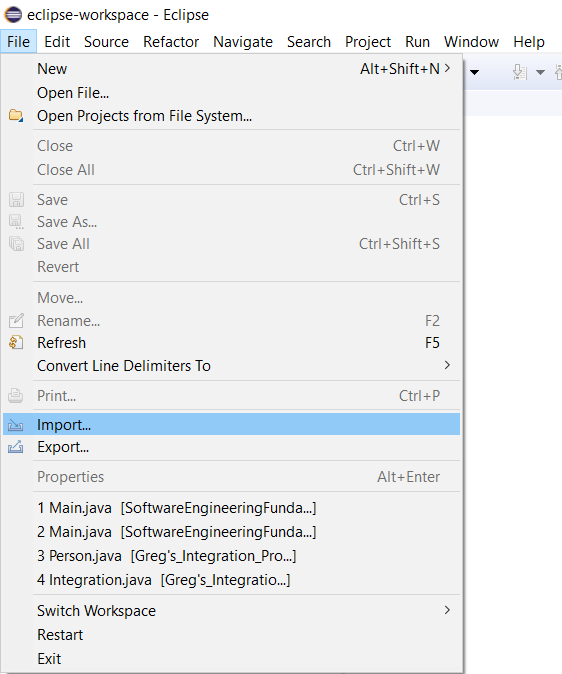 eclipse-workspace - Eclipse
File Edit Source Refactor Navigate Search Project Run Window Help
New Alt+Shift+N >
Open File...
Open Projects from File System...
Close Ctrl+W
Close All Ctrl+Shift+W
Save Ctrl+S
Save As...
Save All Ctrl+Shift+S
Revert
Move...
Rename... F2
Refresh F5
Convert Line Delimiters To >
Print... Ctrl+P
Import...
Export...
Properties Alt+Enter
1 Main.java [SoftwareEngineeringFunda...]
2 Main.java [SoftwareEngineeringFunda...]
3 Person.java [Greg's_Integration_Pro...]
4 Integration.java [Greg's_Integratio...]
Switch Workspace >
Restart
Exit